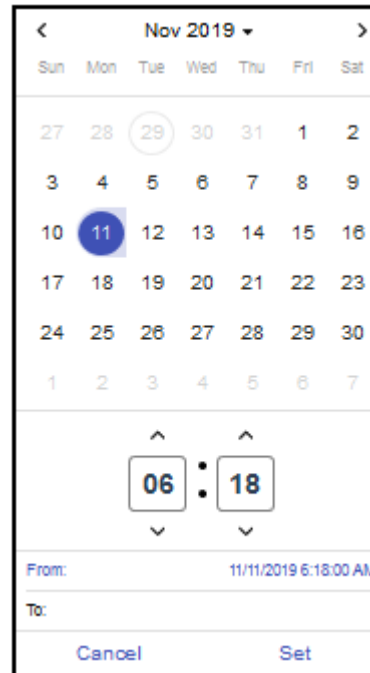 Nov 2019
Sun Mon Tue Wed Thu Fri Sat
27 28 29 30 31 1 2
3 4 5 6 7 8 9
10 11 12 13 14 15 16
17 18 19 20 21 22 23
24 25 26 27 28 29 30
1 2 3 4 5 6 7
06 : 18
From: 11/11/2019 6:18:00 AM
To:
Cancel Set